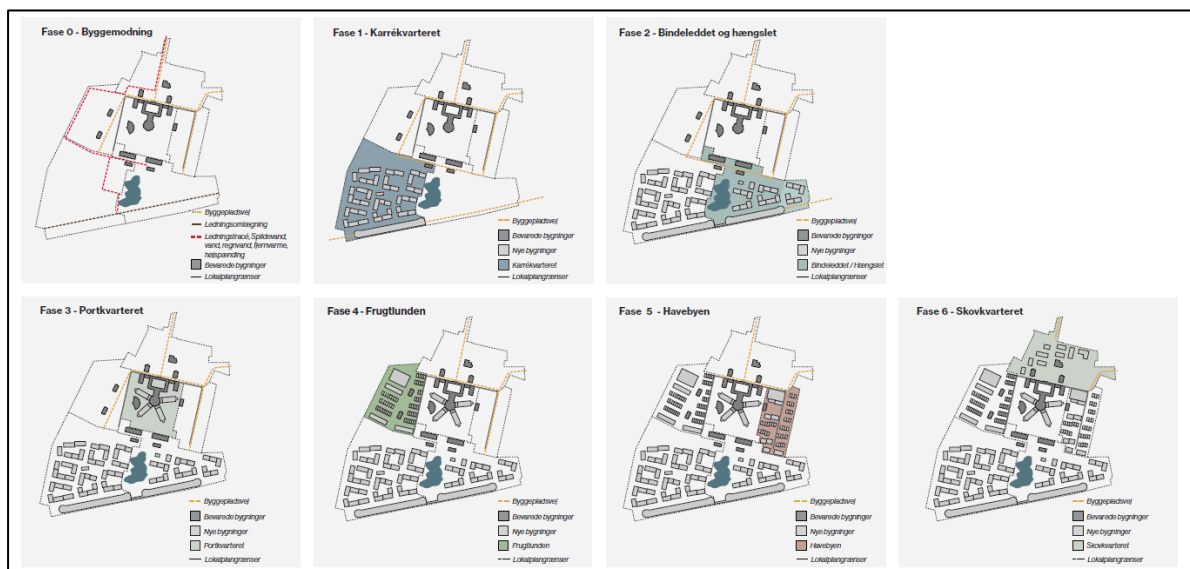 Fase 0 - Byggemodning
Byggepladsvej
Ledningsomlægning
Ledningstracé, Spildevand,
vand, regnvand, fjernvarme,
højspænding
Bevarede bygninger
Lokalplangrænser
Fase 1 - Karrékvarteret
Byggepladsvej
Bevarede bygninger
Nye bygninger
Karrékvarteret
Lokalplangrænser
Fase 2 - Bindeleddet og hængslet
Byggepladsvej
Bevarede bygninger
Nye bygninger
Bindeleddet / Hængslet
Lokalplangrænser
Fase 3 - Portkvarteret
Byggepladsvej
Bevarede bygninger
Nye bygninger
Portkvarteret
Lokalplangrænser
Fase 4 - Frugtlunden
Byggepladsvej
Bevarede bygninger
Nye bygninger
Frugtlunden
Lokalplangrænser
Fase 5 - Havebyen
Byggepladsvej
Bevarede bygninger
Nye bygninger
Havebyen
Lokalplangrænser
Fase 6 - Skovkvarteret
Byggepladsvej
Bevarede bygninger
Nye bygninger
Skovkvarteret
Lokalplangrænser